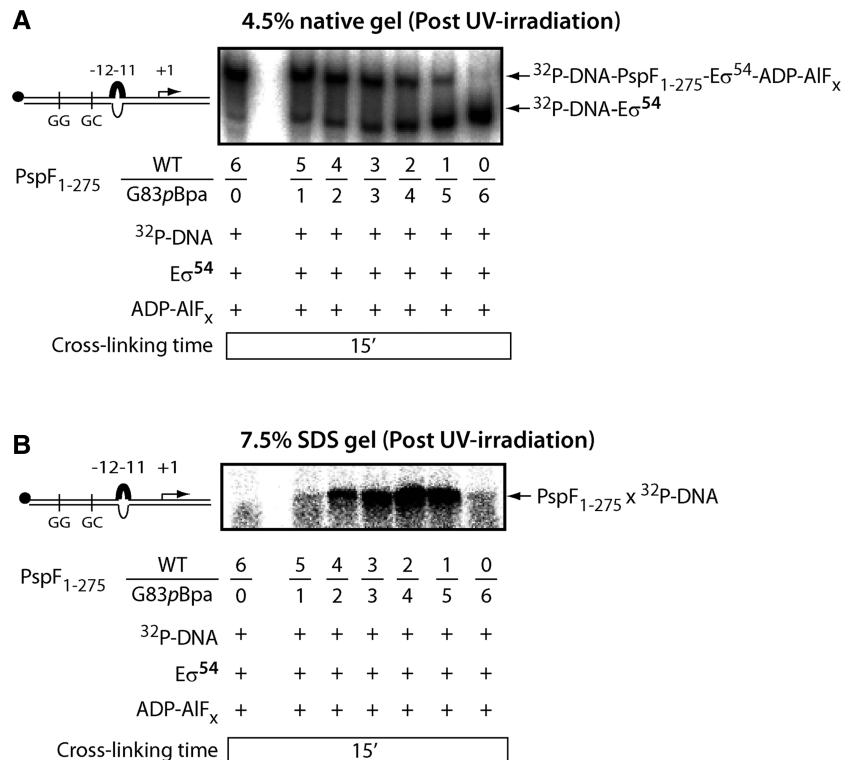 A
4.5% native gel (Post UV-irradiation)
-12-11 +1
GG GC
³²P-DNA-PspF₁₋₂₇₅-Eσ⁵⁴-ADP-AlFₓ
³²P-DNA-Eσ⁵⁴
PspF₁₋₂₇₅
WT 6 5 4 3 2 1 0
G83pBpa 0 1 2 3 4 5 6
³²P-DNA + + + + + + +
Eσ⁵⁴ + + + + + + +
ADP-AlFₓ + + + + + + +
Cross-linking time 15′
B
7.5% SDS gel (Post UV-irradiation)
-12-11 +1
GG GC
PspF₁₋₂₇₅ x ³²P-DNA
PspF₁₋₂₇₅
WT 6 5 4 3 2 1 0
G83pBpa 0 1 2 3 4 5 6
³²P-DNA + + + + + + +
Eσ⁵⁴ + + + + + + +
ADP-AlFₓ + + + + + + +
Cross-linking time 15′